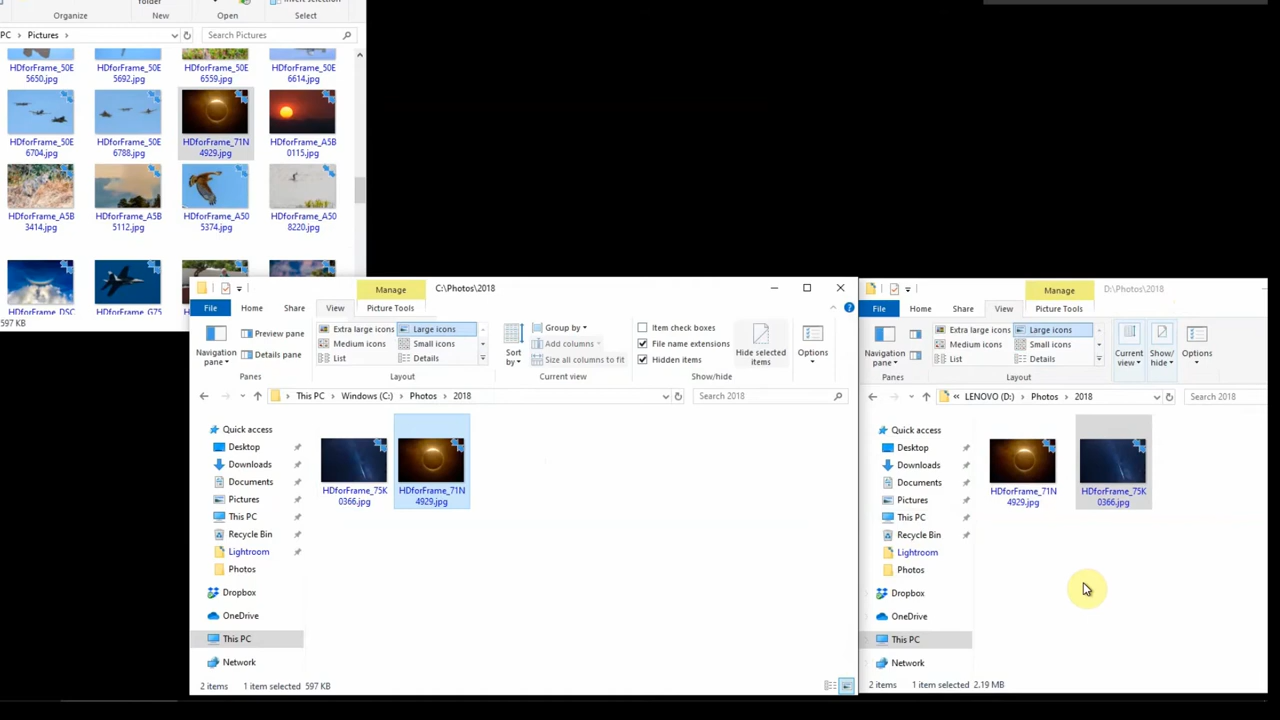 folder
Invert selection
Organize
New
Open
Select
PC
Pictures
Search Pictures
HDforFrame_50E
5650.jpg
HDforFrame_50E
5692.jpg
HDforFrame_50E
6559.jpg
HDforFrame_50E
6614.jpg
HDforFrame_50E
6704.jpg
HDforFrame_50E
6788.jpg
HDforFrame_71N
4929.jpg
HDforFrame_A5B
0115.jpg
HDforFrame_A5B
3414.jpg
HDforFrame_A5B
5112.jpg
HDforFrame_A50
5374.jpg
HDforFrame_A50
8220.jpg
HDforFrame_DSC
HDforFrame_G75
597 KB
Manage
C:\Photos\2018
File
Home
Share
View
Picture Tools
Navigation
pane
Preview pane
Details pane
Panes
Extra large icons
Large icons
Medium icons
Small icons
List
Details
Layout
Sort
by
Group by
Add columns
Size all columns to fit
Current view
Item check boxes
File name extensions
Hidden items
Hide selected
items
Show/hide
Options
This PC
Windows (C:)
Photos
2018
Search 2018
Quick access
Desktop
Downloads
Documents
Pictures
This PC
Recycle Bin
Lightroom
Photos
Dropbox
OneDrive
This PC
Network
HDforFrame_75K
0366.jpg
HDforFrame_71N
4929.jpg
2 items
1 item selected 597 KB
Manage
D:\Photos\2018
File
Home
Share
View
Picture Tools
Navigation
pane
Panes
Extra large icons
Large icons
Medium icons
Small icons
List
Details
Layout
Current
view
Show/
hide
Options
« LENOVO (D:)
Photos
2018
Search 2018
Quick access
Desktop
Downloads
Documents
Pictures
This PC
Recycle Bin
Lightroom
Photos
Dropbox
OneDrive
This PC
Network
HDforFrame_71N
4929.jpg
HDforFrame_75K
0366.jpg
2 items
1 item selected 2.19 MB